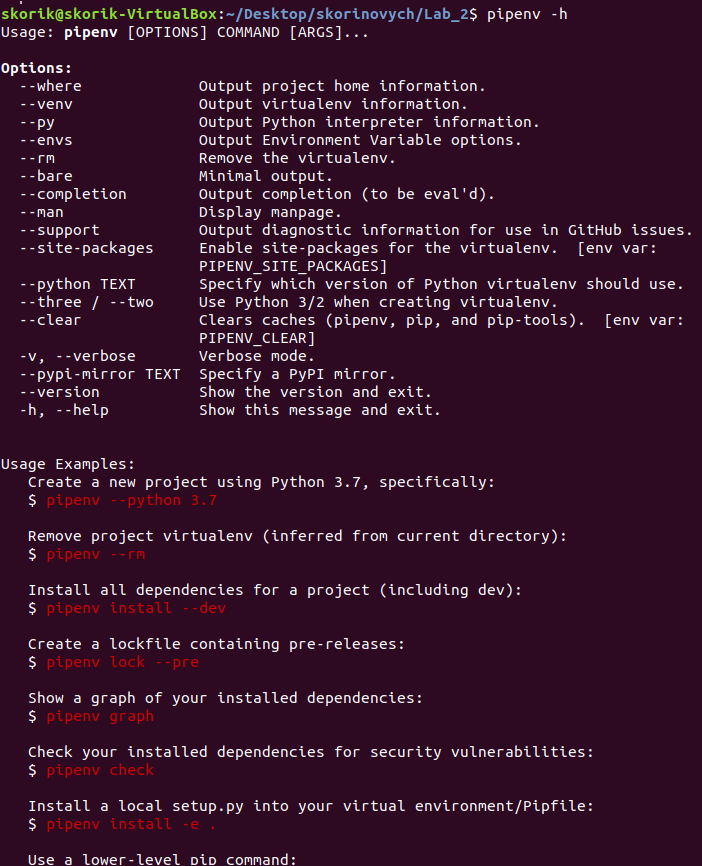 skorik@skorik-VirtualBox:~/Desktop/skorinovych/Lab_2$ pipenv -h
Usage: pipenv [OPTIONS] COMMAND [ARGS]...
Options:
--where Output project home information.
--venv Output virtualenv information.
--py Output Python interpreter information.
--envs Output Environment Variable options.
--rm Remove the virtualenv.
--bare Minimal output.
--completion Output completion (to be eval'd).
--man Display manpage.
--support Output diagnostic information for use in GitHub issues.
--site-packages Enable site-packages for the virtualenv. [env var:
PIPENV_SITE_PACKAGES]
--python TEXT Specify which version of Python virtualenv should use.
--three / --two Use Python 3/2 when creating virtualenv.
--clear Clears caches (pipenv, pip, and pip-tools). [env var:
PIPENV_CLEAR]
-v, --verbose Verbose mode.
--pypi-mirror TEXT Specify a PyPI mirror.
--version Show the version and exit.
-h, --help Show this message and exit.
Usage Examples:
Create a new project using Python 3.7, specifically:
$ pipenv --python 3.7
Remove project virtualenv (inferred from current directory):
$ pipenv --rm
Install all dependencies for a project (including dev):
$ pipenv install --dev
Create a lockfile containing pre-releases:
$ pipenv lock --pre
Show a graph of your installed dependencies:
$ pipenv graph
Check your installed dependencies for security vulnerabilities:
$ pipenv check
Install a local setup.py into your virtual environment/Pipfile:
$ pipenv install -e .
Use a lower-level pip command: